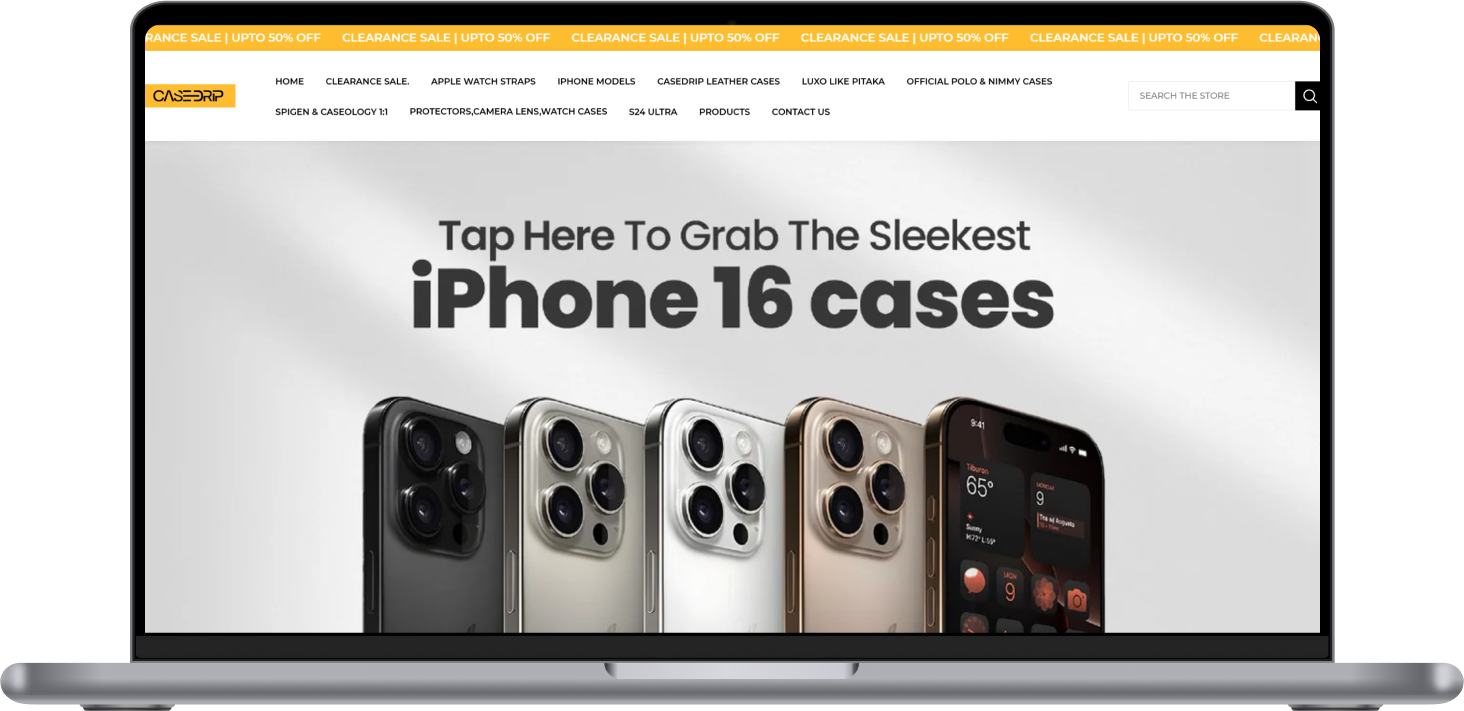 RANCE SALE | UPTO 50% OFF CLEARANCE SALE | UPTO 50% OFF CLEARANCE SALE | UPTO 50% OFF CLEARANCE SALE | UPTO 50% OFF CLEARANCE SALE | UPTO 50% OFF CLEARAN
HOME CLEARANCE SALE. APPLE WATCH STRAPS IPHONE MODELS CASEDRIP LEATHER CASES LUXO LIKE PITAKA OFFICIAL POLO & NIMMY CASES
CASEDRIP
SEARCH THE STORE
SPIGEN & CASEOLOGY 1:1 PROTECTORS,CAMERA LENS,WATCH CASES S24 ULTRA PRODUCTS CONTACT US
Tap Here To Grab The Sleekest
iPhone 16 cases
9:41
Tiburon
65°
Sunny
H:72° L:55°
MONDAY
9
Tea w/ Augusta
MON
9